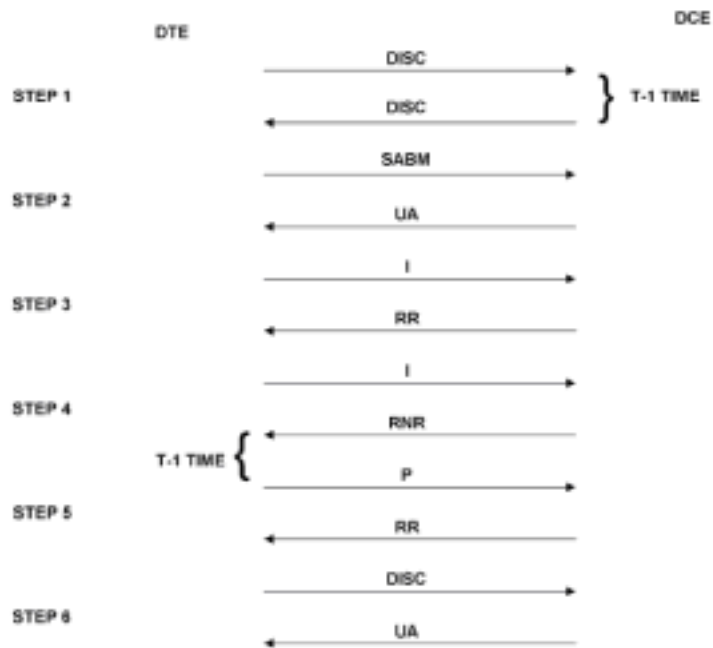 DCE
DTE
DISC
STEP 1
} T-1 TIME
DISC
SABM
STEP 2
UA
I
STEP 3
RR
I
STEP 4
RNR
T-1 TIME {
P
STEP 5
RR
DISC
STEP 6
UA